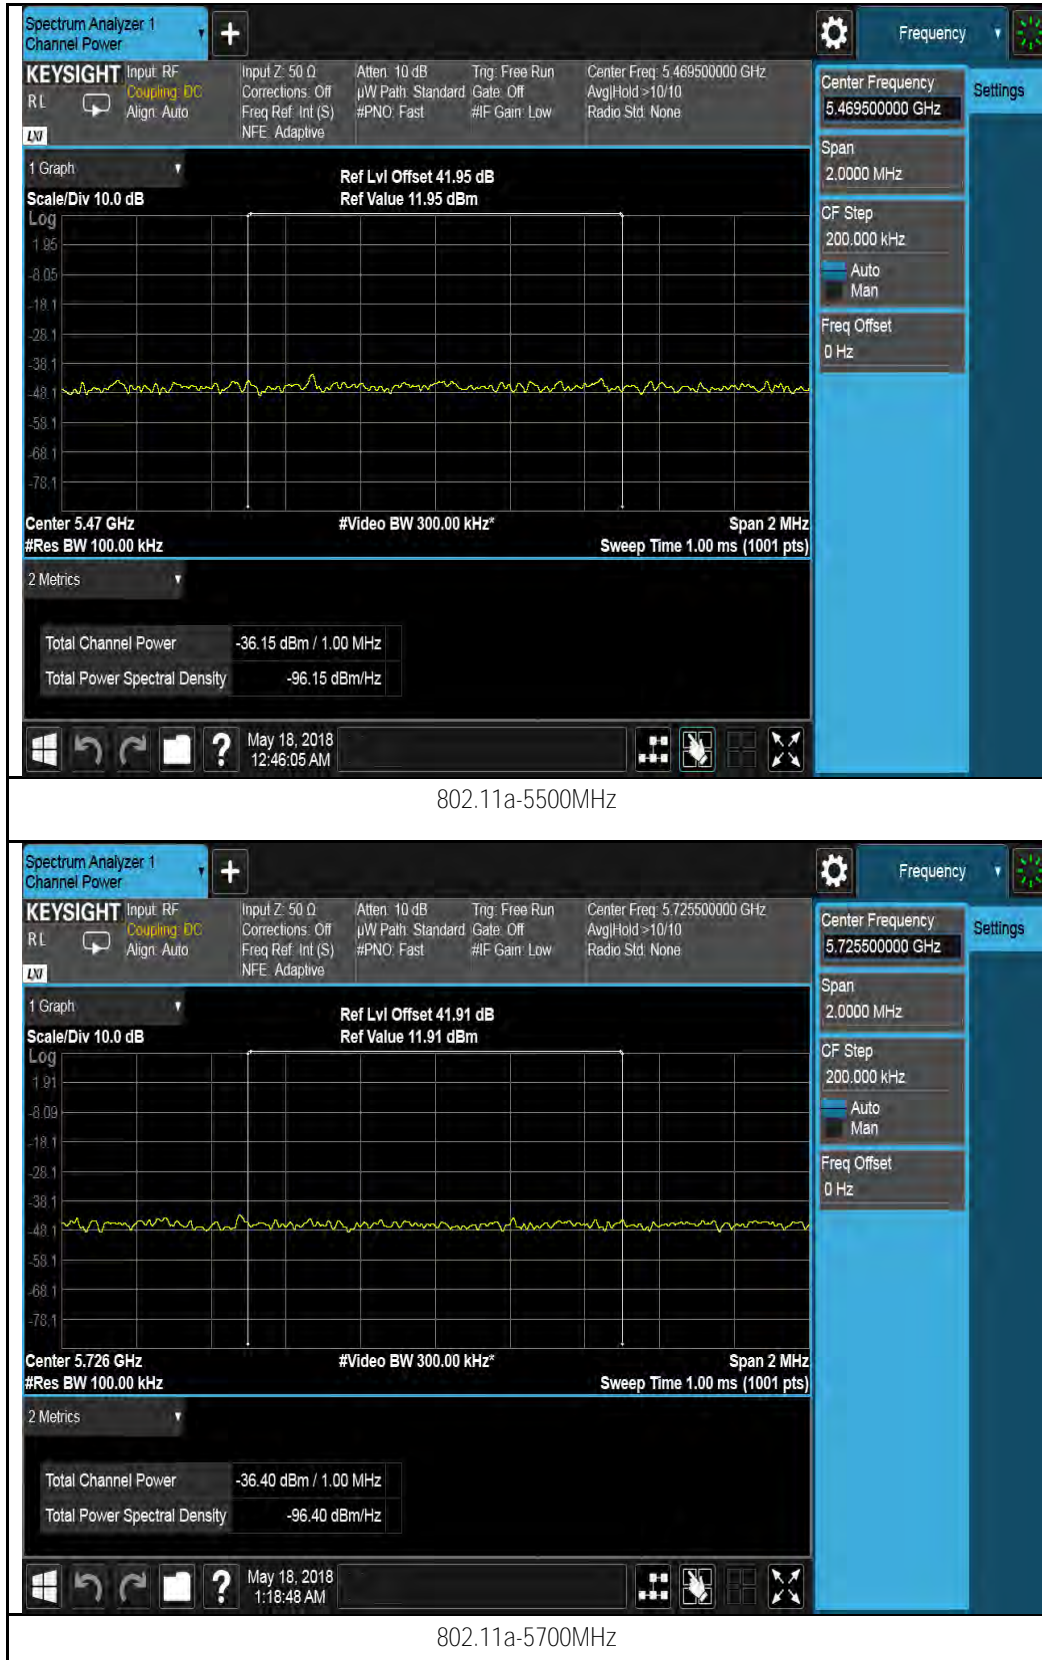 Spectrum Analyzer 1
Channel Power
+
Frequency
KEYSIGHT
RL
LXI
Input: RF
Coupling: DC
Align: Auto
Input Z: 50 Ω
Corrections: Off
Freq Ref: Int (S)
NFE: Adaptive
Atten: 10 dB
µW Path: Standard
#PNO: Fast
Trig: Free Run
Gate: Off
#IF Gain: Low
Center Freq: 5.469500000 GHz
Avg|Hold >10/10
Radio Std: None
Center Frequency
5.469500000 GHz
Settings
Span
2.0000 MHz
CF Step
200.000 kHz
Auto
Man
Freq Offset
0 Hz
1 Graph
Scale/Div 10.0 dB
Ref Lvl Offset 41.95 dB
Ref Value 11.95 dBm
Log
1.95
-8.05
-18.1
-28.1
-38.1
-48.1
-58.1
-68.1
-78.1
Center 5.47 GHz
#Video BW 300.00 kHz*
Span 2 MHz
#Res BW 100.00 kHz
Sweep Time 1.00 ms (1001 pts)
2 Metrics
Total Channel Power -36.15 dBm / 1.00 MHz
Total Power Spectral Density -96.15 dBm/Hz
?
May 18, 2018
12:46:05 AM
802.11a-5500MHz
Spectrum Analyzer 1
Channel Power
+
Frequency
KEYSIGHT
RL
LXI
Input: RF
Coupling: DC
Align: Auto
Input Z: 50 Ω
Corrections: Off
Freq Ref: Int (S)
NFE: Adaptive
Atten: 10 dB
µW Path: Standard
#PNO: Fast
Trig: Free Run
Gate: Off
#IF Gain: Low
Center Freq: 5.725500000 GHz
Avg|Hold >10/10
Radio Std: None
Center Frequency
5.725500000 GHz
Settings
Span
2.0000 MHz
CF Step
200.000 kHz
Auto
Man
Freq Offset
0 Hz
1 Graph
Scale/Div 10.0 dB
Ref Lvl Offset 41.91 dB
Ref Value 11.91 dBm
Log
1.91
-8.09
-18.1
-28.1
-38.1
-48.1
-58.1
-68.1
-78.1
Center 5.726 GHz
#Video BW 300.00 kHz*
Span 2 MHz
#Res BW 100.00 kHz
Sweep Time 1.00 ms (1001 pts)
2 Metrics
Total Channel Power -36.40 dBm / 1.00 MHz
Total Power Spectral Density -96.40 dBm/Hz
?
May 18, 2018
1:18:48 AM
802.11a-5700MHz